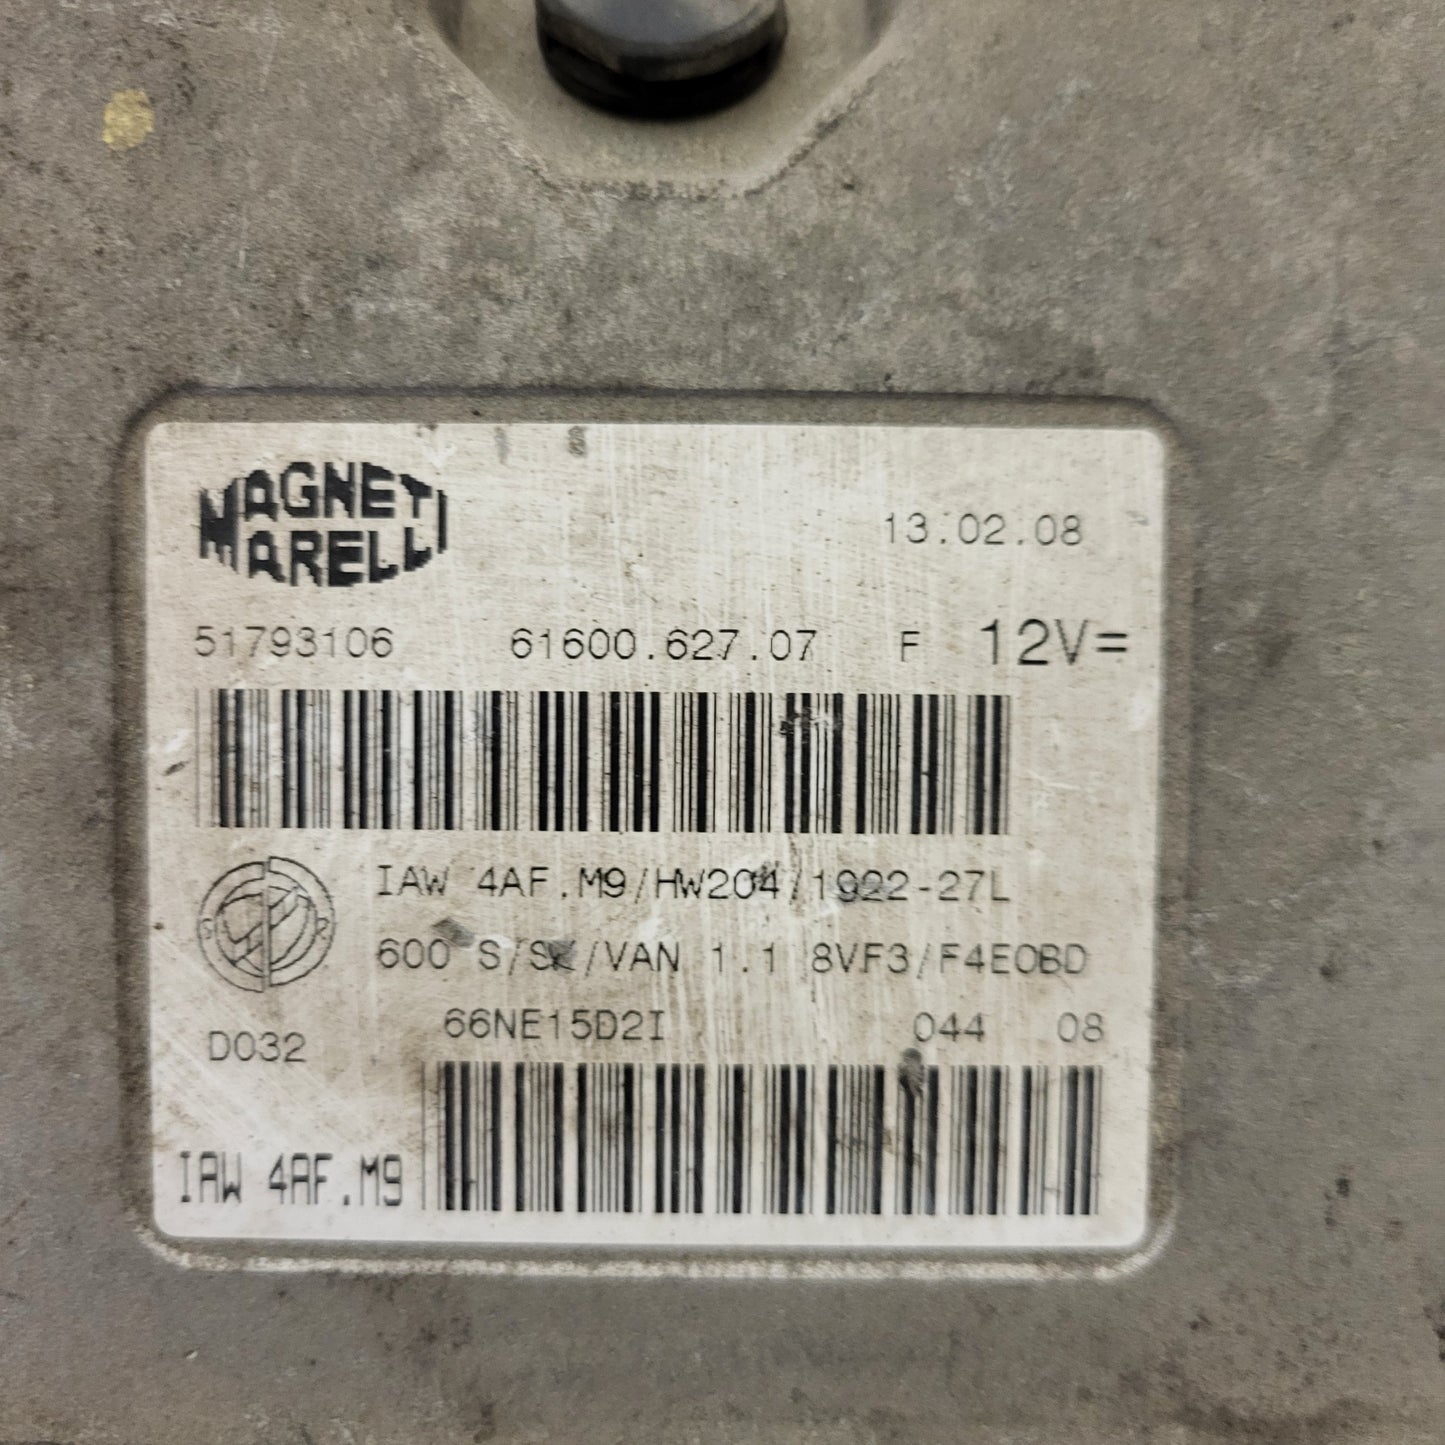 MAGNETI
MARELLI
13.02.08
51793106 61600.627.07 F 12V=
IAW 4AF.M9/HW204/1922-27L
600 S/SX/VAN 1.1 8VF3/F4EOBD
66NE15D2I 044 08
D032
IAW 4AF.M9